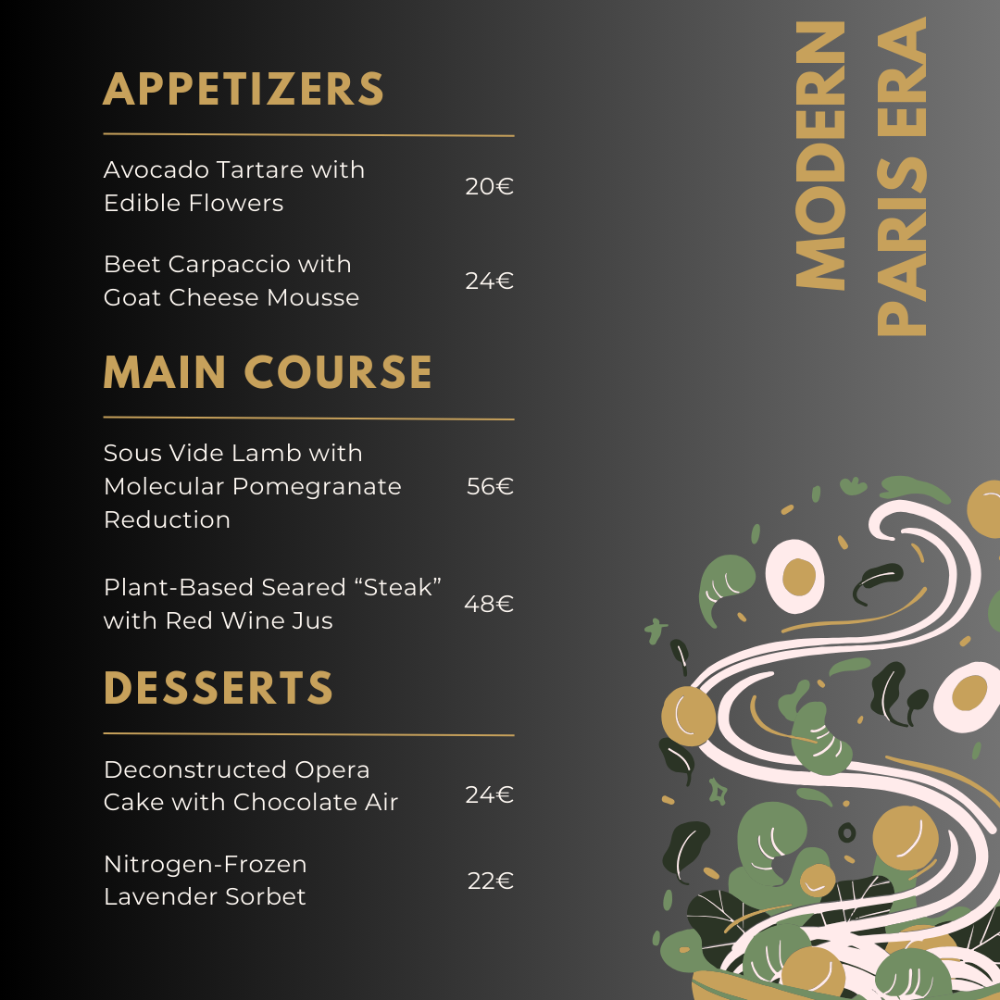 MODERN
PARIS ERA
APPETIZERS
Avocado Tartare with
Edible Flowers
20€
Beet Carpaccio with
Goat Cheese Mousse
24€
MAIN COURSE
Sous Vide Lamb with
Molecular Pomegranate
Reduction
56€
Plant-Based Seared “Steak”
with Red Wine Jus
48€
DESSERTS
Deconstructed Opera
Cake with Chocolate Air
24€
Nitrogen-Frozen
Lavender Sorbet
22€